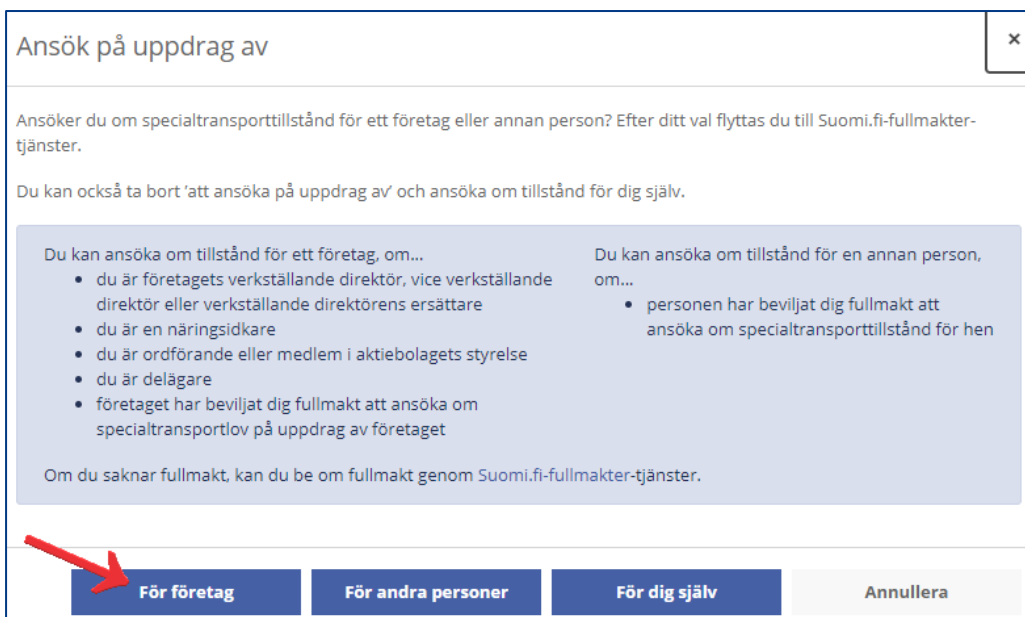 Ansök på uppdrag av
×
Ansöker du om specialtransporttillstånd för ett företag eller annan person? Efter ditt val flyttas du till Suomi.fi-fullmakter-
tjänster.
Du kan också ta bort ’att ansöka på uppdrag av’ och ansöka om tillstånd för dig själv.
Du kan ansöka om tillstånd för ett företag, om...
• du är företagets verkställande direktör, vice verkställande
direktör eller verkställande direktörens ersättare
• du är en näringsidkare
• du är ordförande eller medlem i aktiebolagets styrelse
• du är delägare
• företaget har beviljat dig fullmakt att ansöka om
specialtransportlov på uppdrag av företaget
Du kan ansöka om tillstånd för en annan person,
om...
• personen har beviljat dig fullmakt att
ansöka om specialtransporttillstånd för hen
Om du saknar fullmakt, kan du be om fullmakt genom Suomi.fi-fullmakter-tjänster.
För företag
För andra personer
För dig själv
Annullera